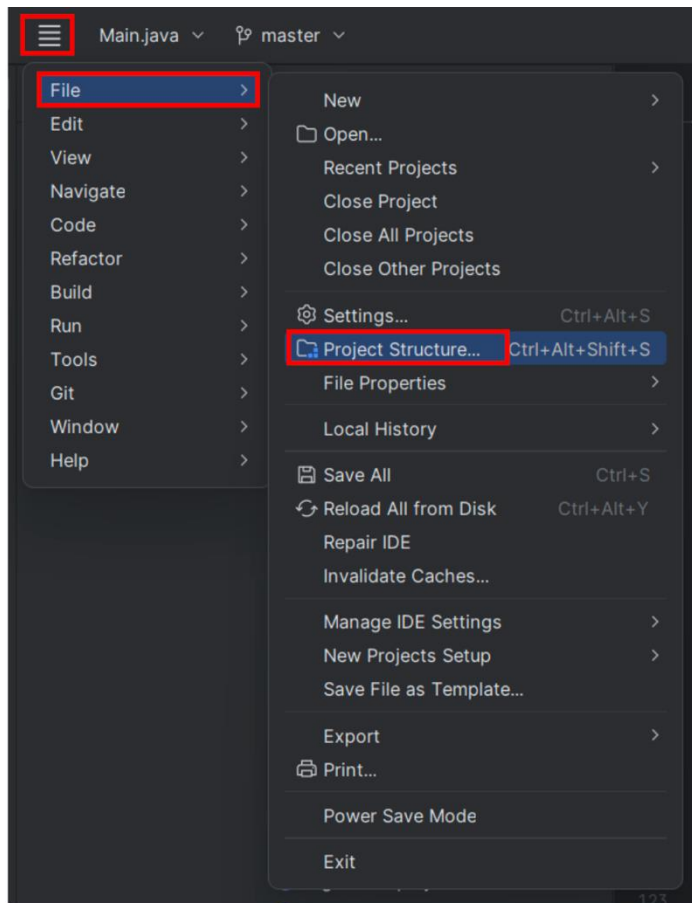 Main.java master
File
Edit
View
Navigate
Code
Refactor
Build
Run
Tools
Git
Window
Help
New
Open...
Recent Projects
Close Project
Close All Projects
Close Other Projects
Settings... Ctrl+Alt+S
Project Structure... Ctrl+Alt+Shift+S
File Properties
Local History
Save All Ctrl+S
Reload All from Disk Ctrl+Alt+Y
Repair IDE
Invalidate Caches...
Manage IDE Settings
New Projects Setup
Save File as Template...
Export
Print...
Power Save Mode
Exit
123